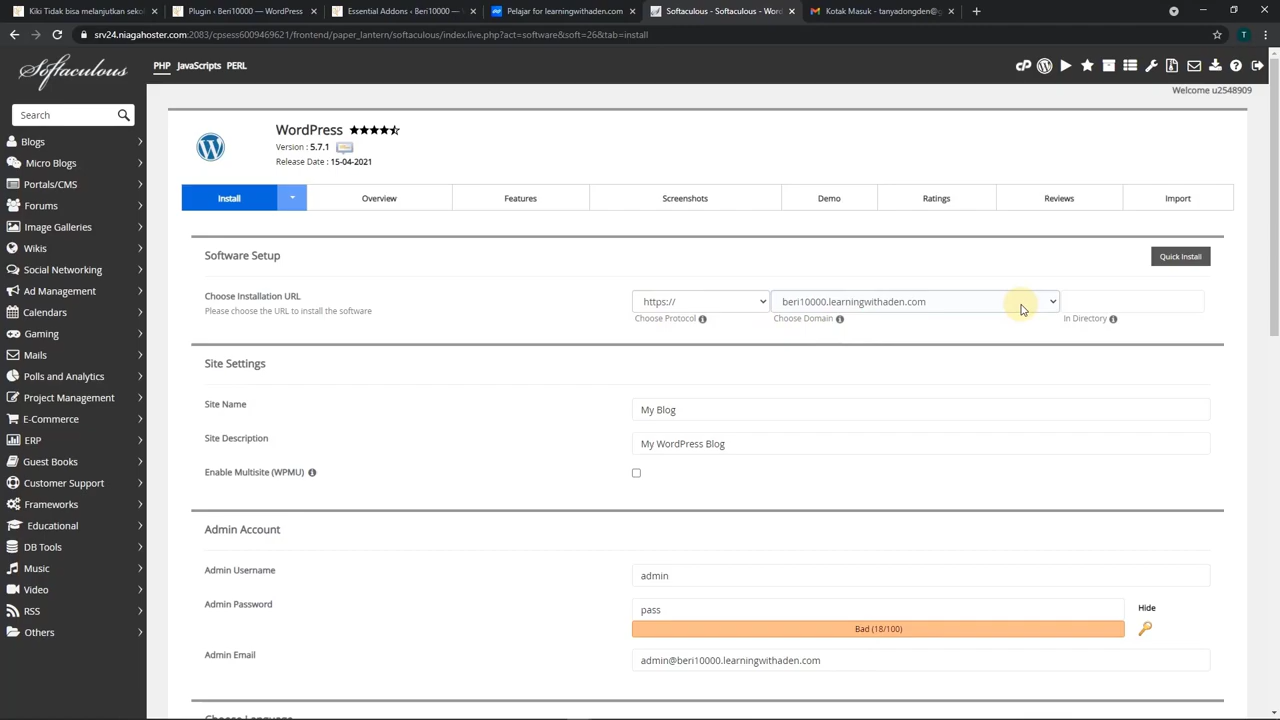 Kiki Tidak Bisa melanjutkan sekol
Plugin ‹ Beri10000 — WordPress
Essential Addons ‹ Beri10000 — w
Pelajar for learningwithaden.com
Softaculous - Softaculous - Word
Kotak Masuk - tanyadongden@g
srv24.niagahoster.com:2083/cpsess6009469621/frontend/paper_lantern/softaculous/index.live.php?act=software&soft=26&tab=install
T
Softaculous
PHP JavaScripts PERL
Welcome u2548909
Search
Blogs
Micro Blogs
Portals/CMS
Forums
Image Galleries
Wikis
Social Networking
Ad Management
Calendars
Gaming
Mails
Polls and Analytics
Project Management
E-Commerce
ERP
Guest Books
Customer Support
Frameworks
Educational
DB Tools
Music
Video
RSS
Others
WordPress
Version : 5.7.1
Release Date : 15-04-2021
Install Overview Features Screenshots Demo Ratings Reviews Import
Software Setup
Quick Install
Choose Installation URL
Please choose the URL to install the software
https:// beri10000.learningwithaden.com
Choose Protocol Choose Domain In Directory
Site Settings
Site Name
My Blog
Site Description
My WordPress Blog
Enable Multisite (WPMU)
Admin Account
Admin Username
admin
Admin Password
pass
Hide
Bad (18/100)
Admin Email
admin@beri10000.learningwithaden.com
Choose Language